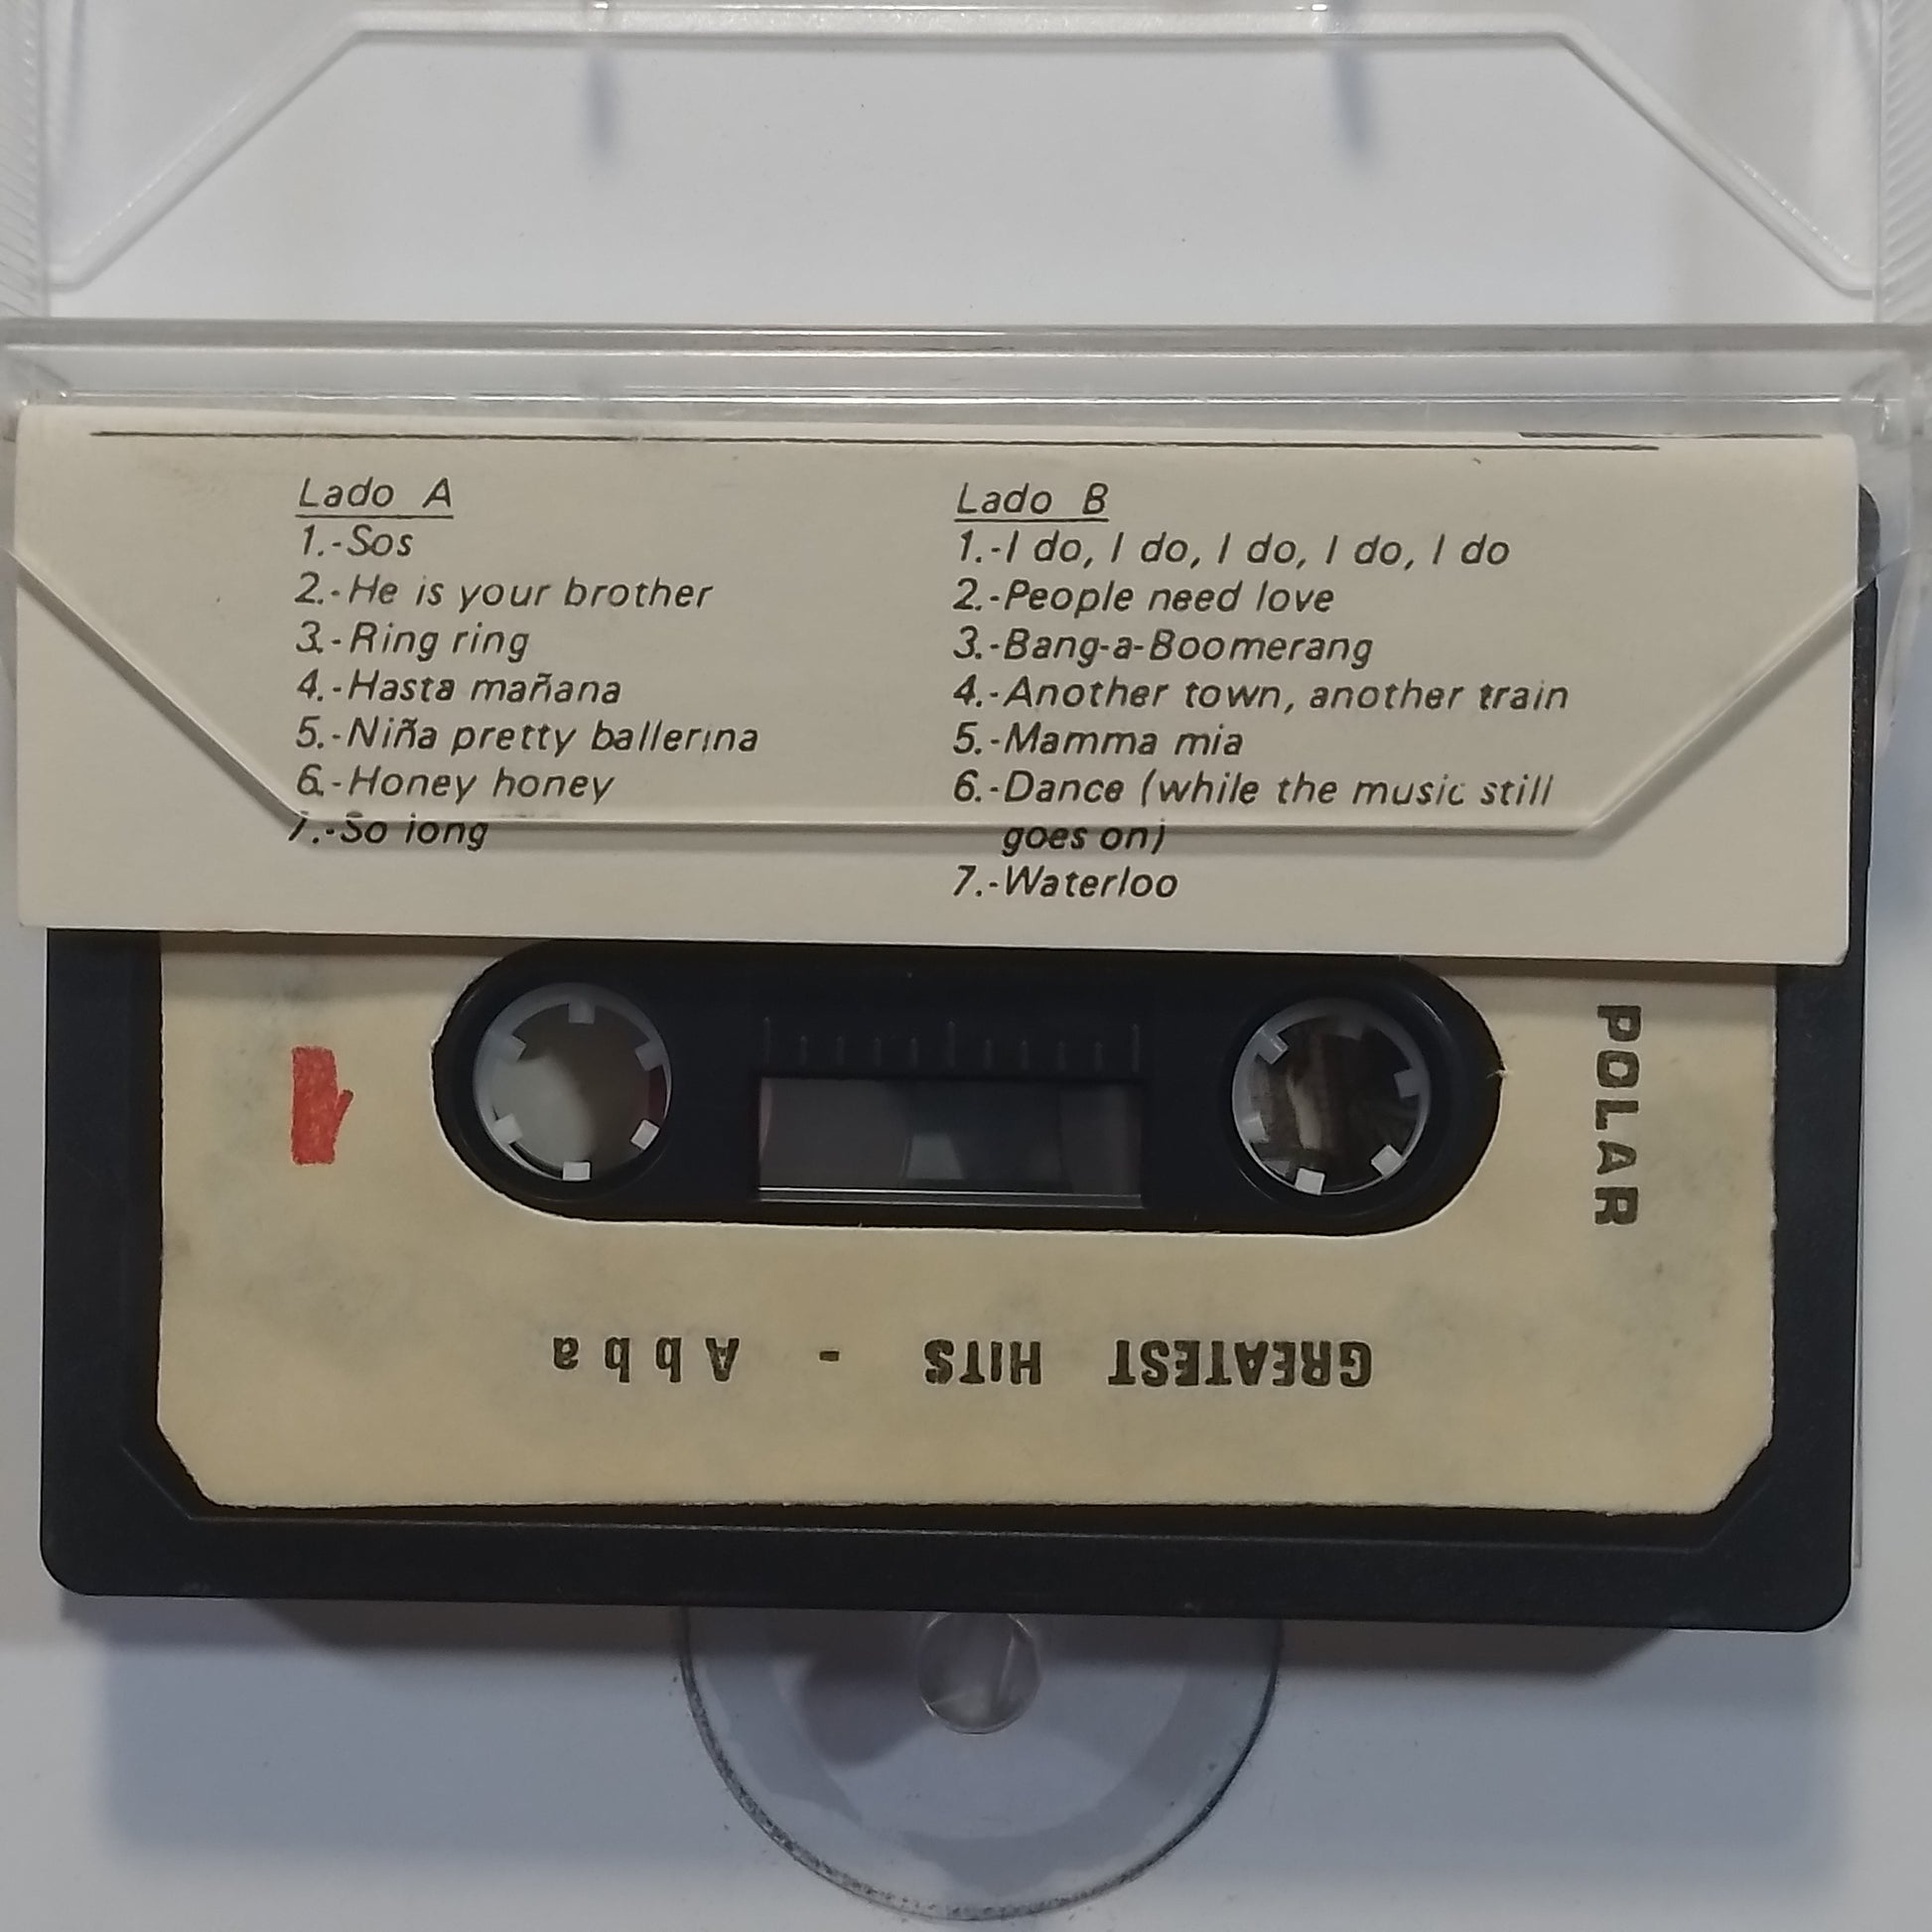 Lado A
1.-Sos
2.-He is your brother
3.-Ring ring
4.-Hasta mañana
5.-Niña pretty ballerina
6.-Honey honey
7.-So long
Lado B
1.-I do, I do, I do, I do, I do
2.-People need love
3.-Bang-a-Boomerang
4.-Another town, another train
5.-Mamma mia
6.-Dance (while the music still
goes on)
7.-Waterloo
POLAR
GREATEST HITS - Abba